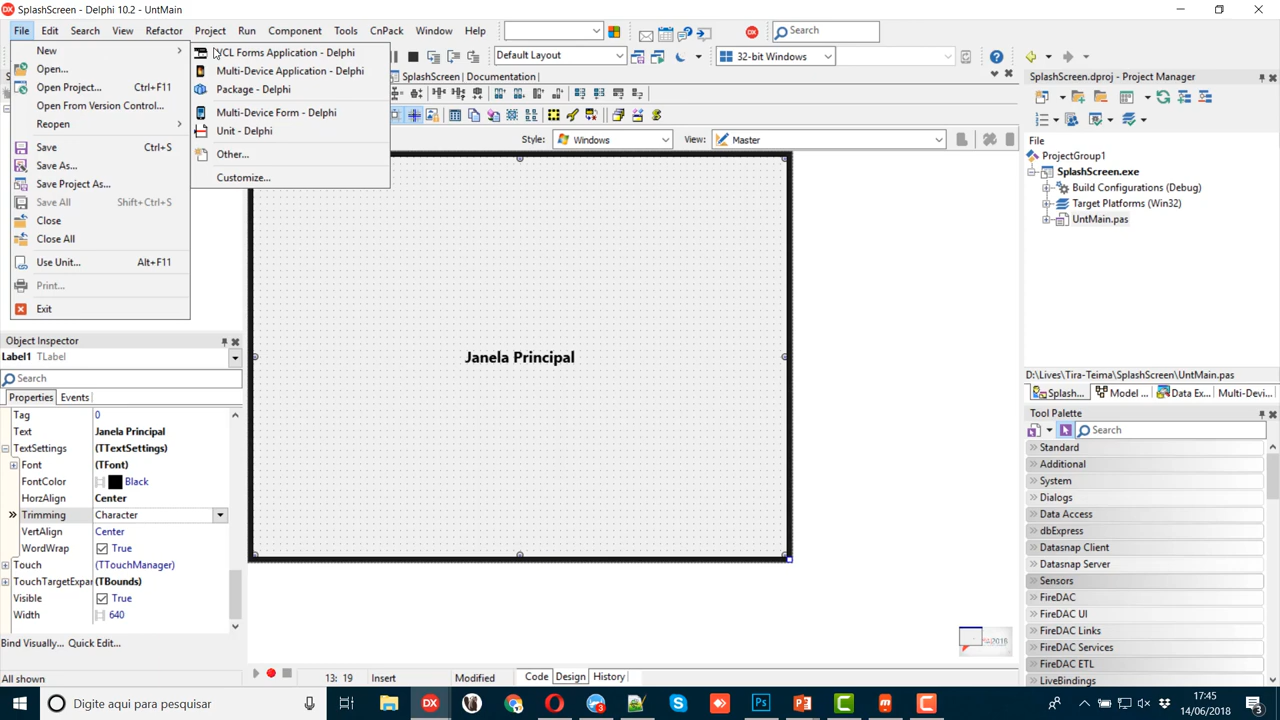 SplashScreen - Delphi 10.2 - UntMain
File Edit Search View Refactor Project Run Component Tools CnPack Window Help
Search
New
Open...
Open Project... Ctrl+F11
Open From Version Control...
Reopen
Save Ctrl+S
Save As...
Save Project As...
Save All Shift+Ctrl+S
Close
Close All
Use Unit... Alt+F11
Print...
Exit
VCL Forms Application - Delphi
Multi-Device Application - Delphi
Package - Delphi
Multi-Device Form - Delphi
Unit - Delphi
Other...
Customize...
Default Layout
32-bit Windows
(SplashScreen) | Documentation
Style: Windows View: Master
Janela Principal
Object Inspector
Label1 TLabel
Search
Properties Events
Tag 0
Text Janela Principal
TextSettings (TTextSettings)
Font (TFont)
FontColor Black
HorzAlign Center
Trimming Character
VertAlign Center
WordWrap True
Touch (TTouchManager)
TouchTargetExpan (TBounds)
Visible True
Width 640
Bind Visually... Quick Edit...
All shown
13: 19 Insert Modified Code Design History
SplashScreen.dproj - Project Manager
File
ProjectGroup1
SplashScreen.exe
Build Configurations (Debug)
Target Platforms (Win32)
UntMain.pas
D:\Lives\Tira-Teima\SplashScreen\UntMain.pas
Splash... Model ... Data Ex... Multi-Devi...
Tool Palette
Search
Standard
Additional
System
Dialogs
Data Access
dbExpress
Datasnap Client
Datasnap Server
Sensors
FireDAC
FireDAC UI
FireDAC Links
FireDAC Services
FireDAC ETL
LiveBindings
Digite aqui para pesquisar
17:45
14/06/2018